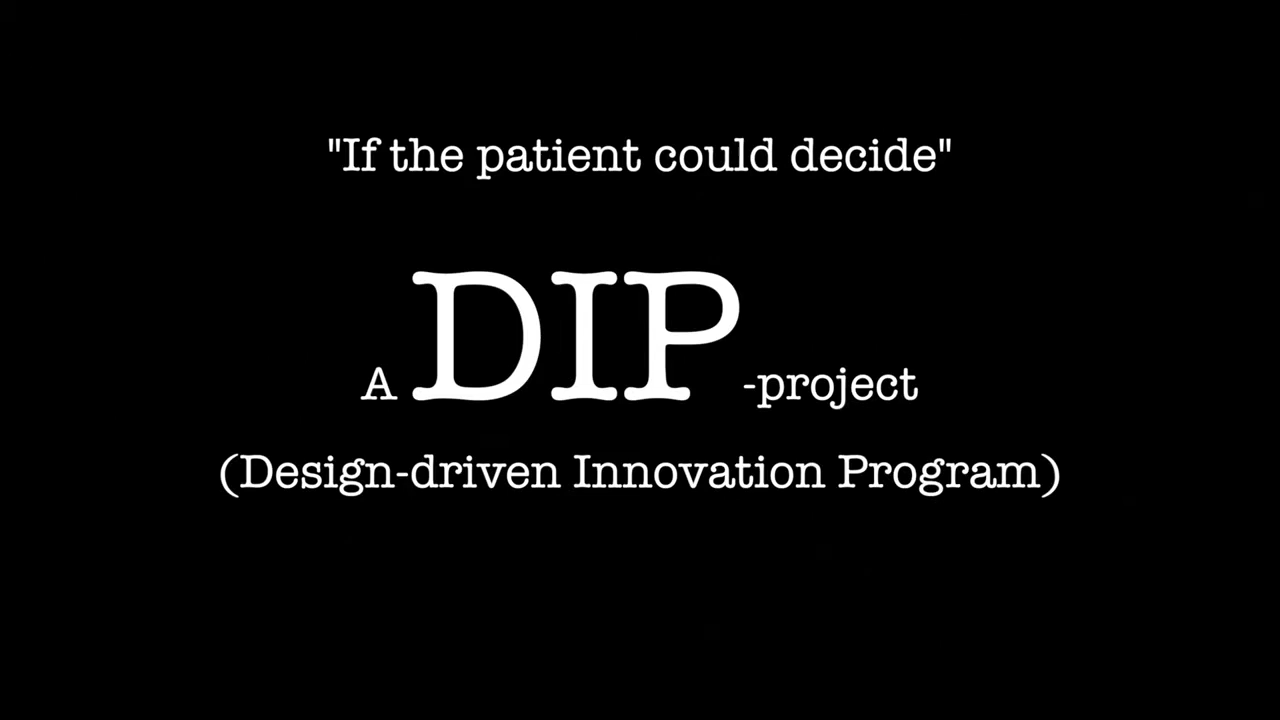 "If the patient could decide"
A DIP -project
(Design-driven Innovation Program)